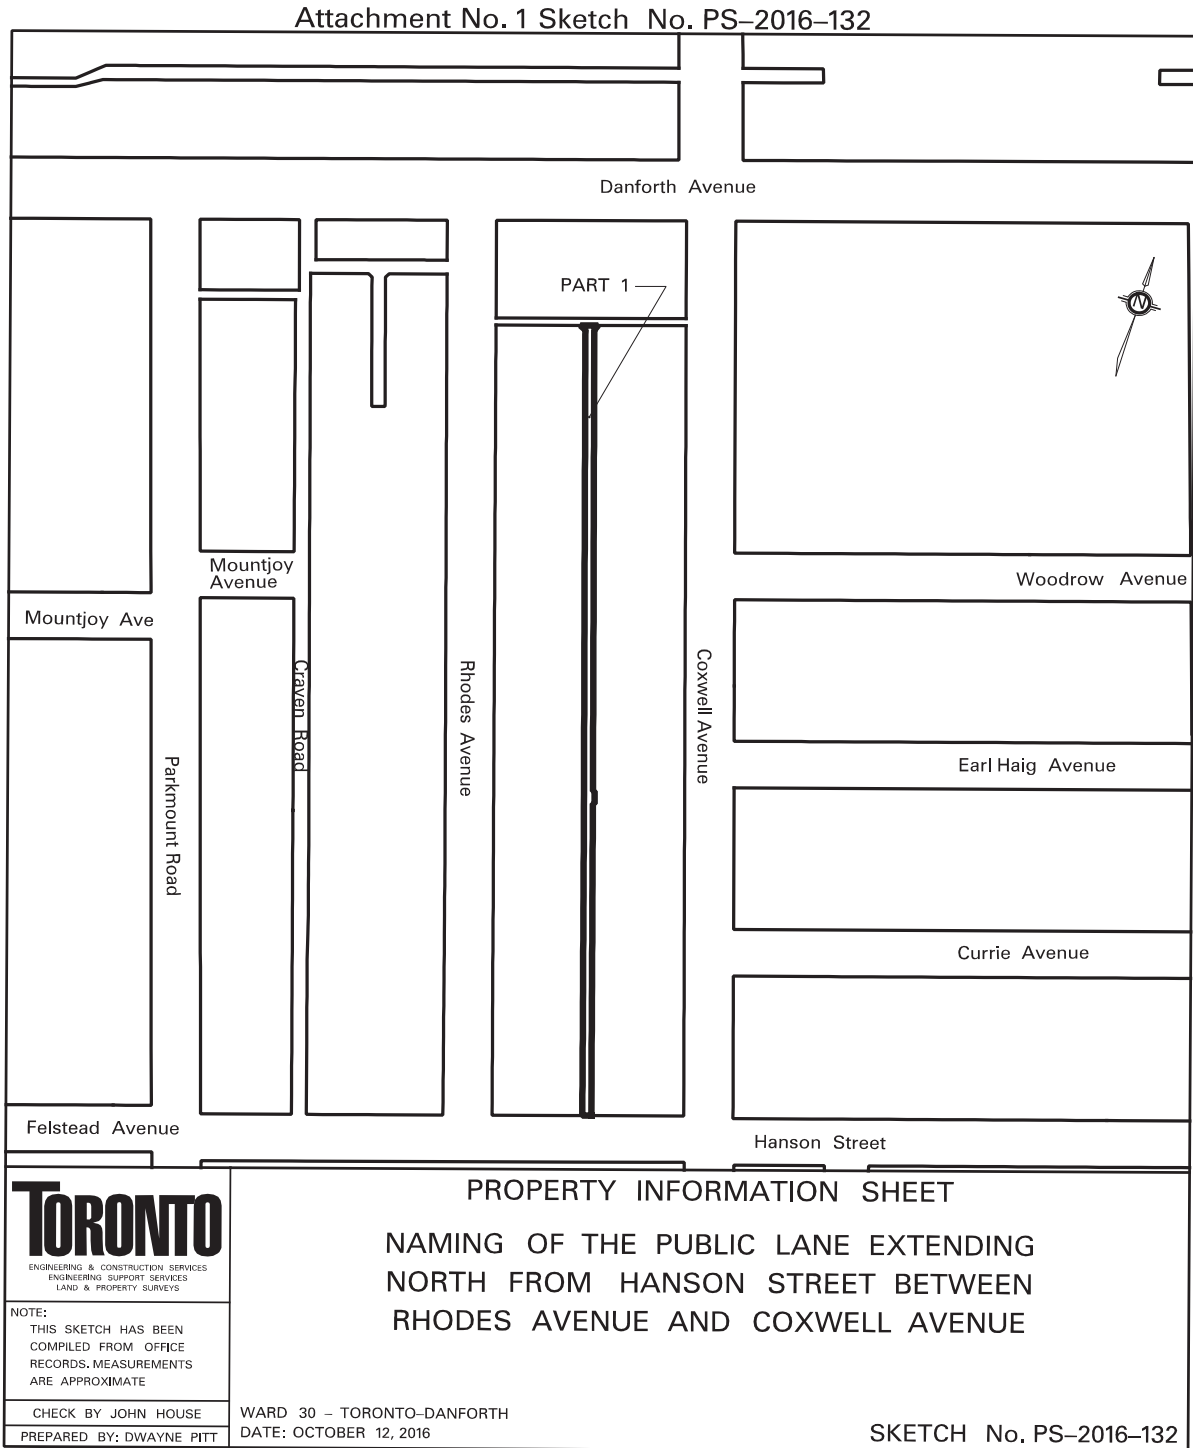 Attachment No. 1 Sketch No. PS–2016–132
Danforth Avenue
PART 1
N
Mountjoy
Avenue
Woodrow Avenue
Mountjoy Ave
Craven Road
Rhodes Avenue
Coxwell Avenue
Parkmount Road
Earl Haig Avenue
Currie Avenue
Felstead Avenue
Hanson Street
TORONTO
ENGINEERING & CONSTRUCTION SERVICES
ENGINEERING SUPPORT SERVICES
LAND & PROPERTY SURVEYS
NOTE:
THIS SKETCH HAS BEEN
COMPILED FROM OFFICE
RECORDS. MEASUREMENTS
ARE APPROXIMATE
CHECK BY JOHN HOUSE
PREPARED BY: DWAYNE PITT
PROPERTY INFORMATION SHEET
NAMING OF THE PUBLIC LANE EXTENDING
NORTH FROM HANSON STREET BETWEEN
RHODES AVENUE AND COXWELL AVENUE
WARD 30 – TORONTO–DANFORTH
DATE: OCTOBER 12, 2016
SKETCH No. PS–2016–132